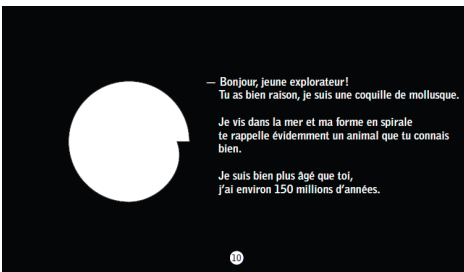 — Bonjour, jeune explorateur!
Tu as bien raison, je suis une coquille de mollusque.
Je vis dans la mer et ma forme en spirale
te rappelle évidemment un animal que tu connais
bien.
Je suis bien plus âgé que toi,
j'ai environ 150 millions d'années.
10